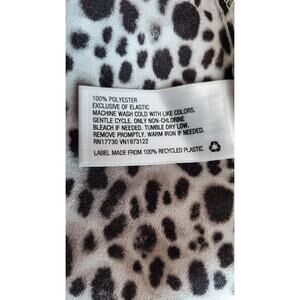 100% POLYESTER
EXCLUSIVE OF ELASTIC
MACHINE WASH COLD WITH LIKE COLORS.
GENTLE CYCLE. ONLY NON-CHLORINE
BLEACH IF NEEDED. TUMBLE DRY LOW.
REMOVE PROMPTLY. WARM IRON IF NEEDED.
RN17730 VN1973122
LABEL MADE FROM 100% RECYCLED PLASTIC